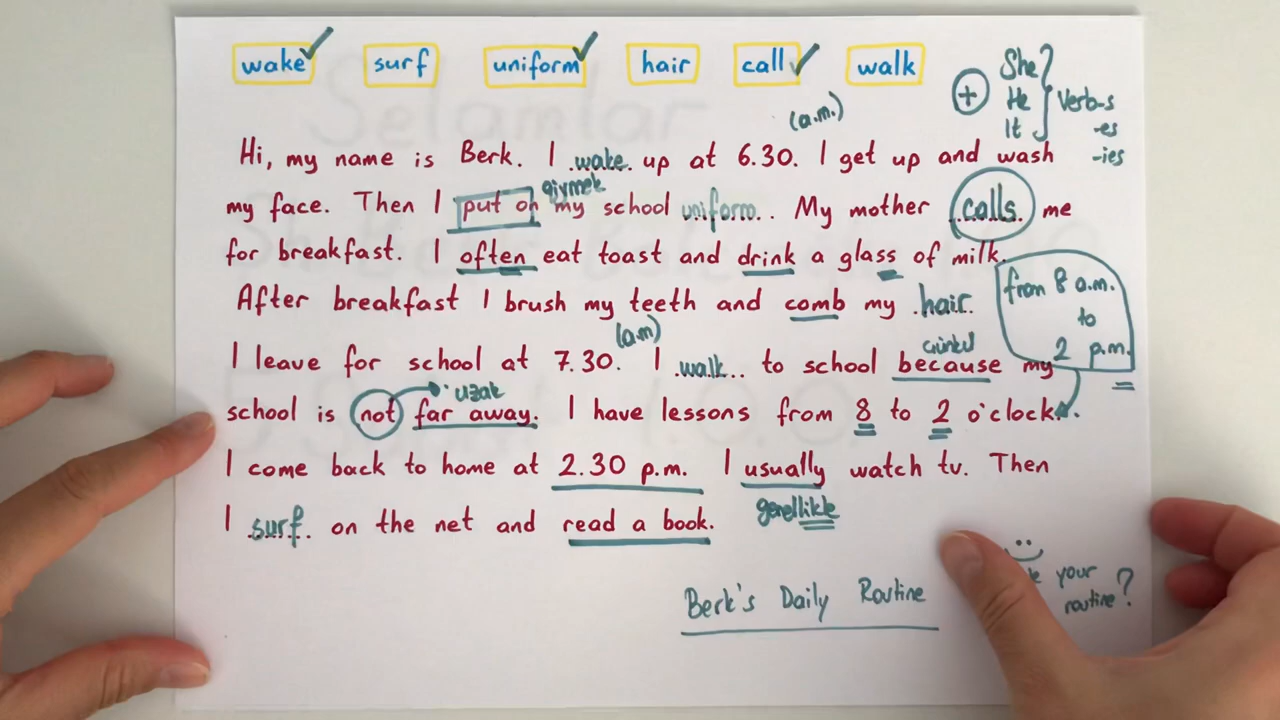 wake surf uniform hair call walk
She
He
It
+
Verb-s
-es
-ies
(a.m.)
Hi, my name is Berk. I wake up at 6.30. I get up and wash
giymek
my face. Then I put on my school uniform. My mother calls me
for breakfast. I often eat toast and drink a glass of milk.
After breakfast I brush my teeth and comb my hair.
from 8 a.m.
to
2 p.m.
(a.m)
çünkü
I leave for school at 7.30. I walk to school because my
uzak
school is not far away. I have lessons from 8 to 2 o'clock.
I come back to home at 2.30 p.m. I usually watch tv. Then
genellikle
I surf on the net and read a book.
Berk's Daily Routine
your
routine?